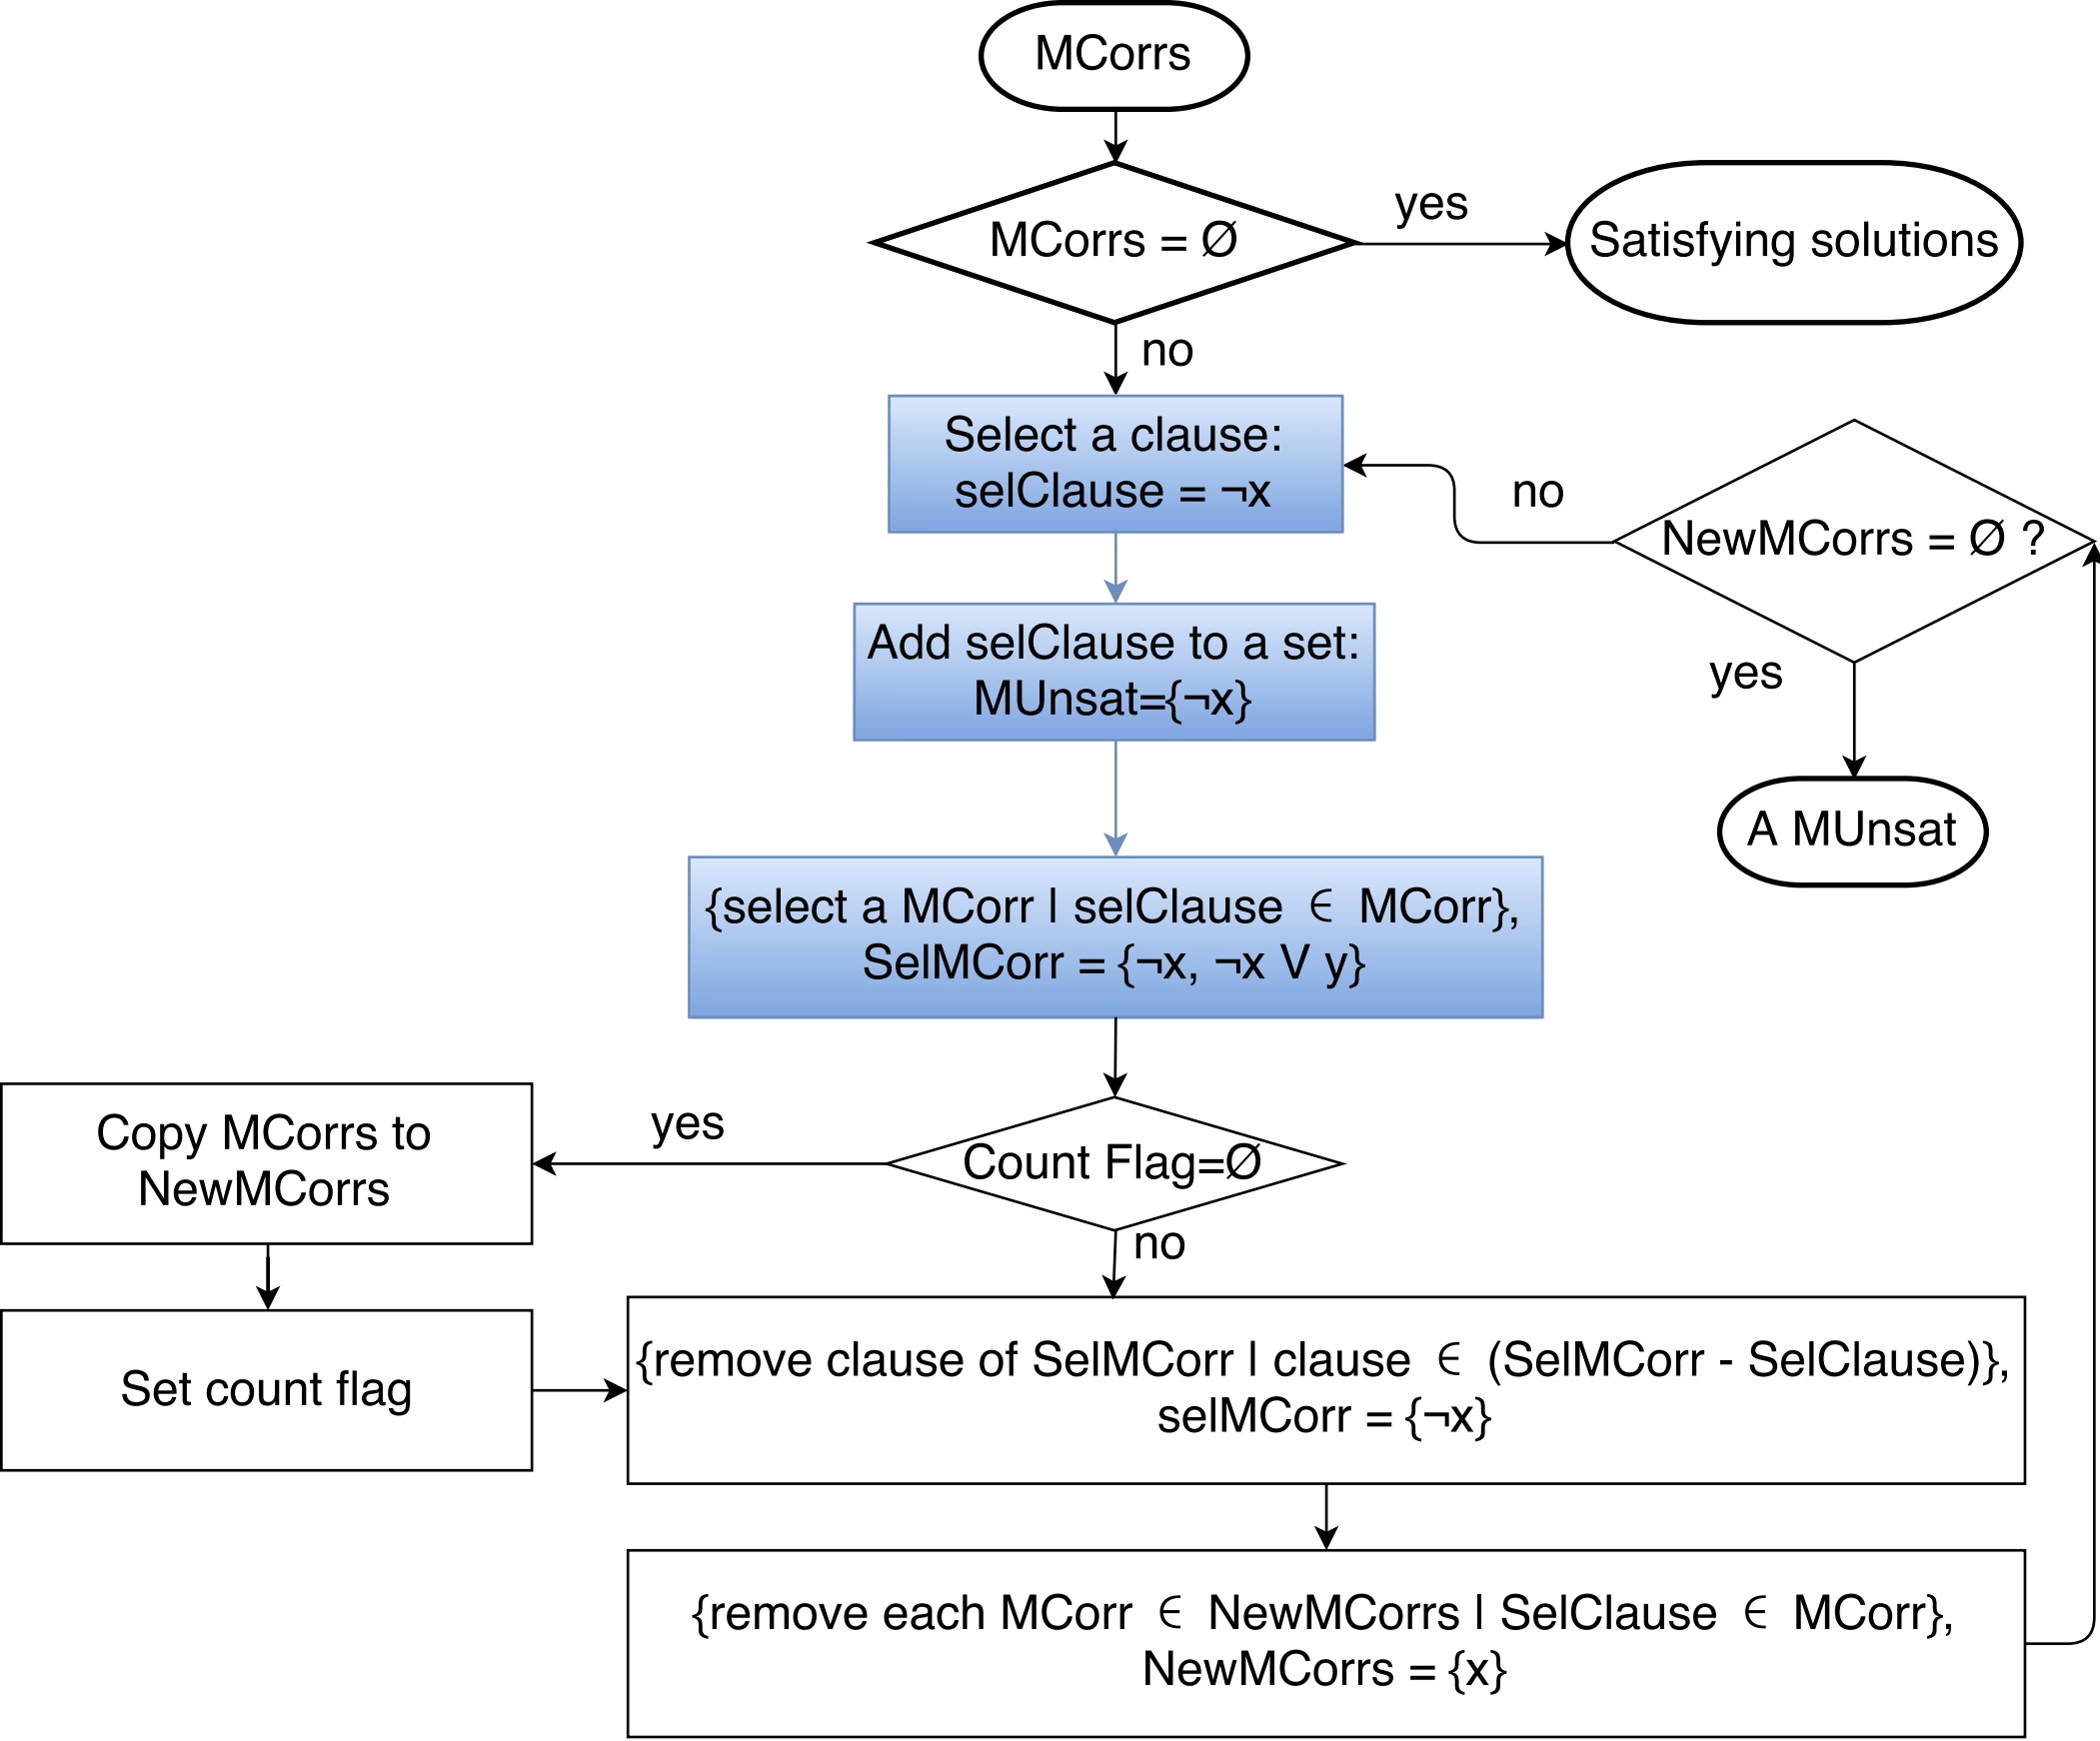 MCorrs
MCorrs = Ø
yes
Satisfying solutions
no
Select a clause:
selClause = ¬x
no
NewMCorrs = Ø ?
Add selClause to a set:
MUnsat={¬x}
yes
A MUnsat
{select a MCorr | selClause ∈ MCorr},
SelMCorr = {¬x, ¬x V y}
Copy MCorrs to
NewMCorrs
yes
Count Flag=Ø
no
Set count flag
{remove clause of SelMCorr | clause ∈ (SelMCorr - SelClause)},
selMCorr = {¬x}
{remove each MCorr ∈ NewMCorrs | SelClause ∈ MCorr},
NewMCorrs = {x}